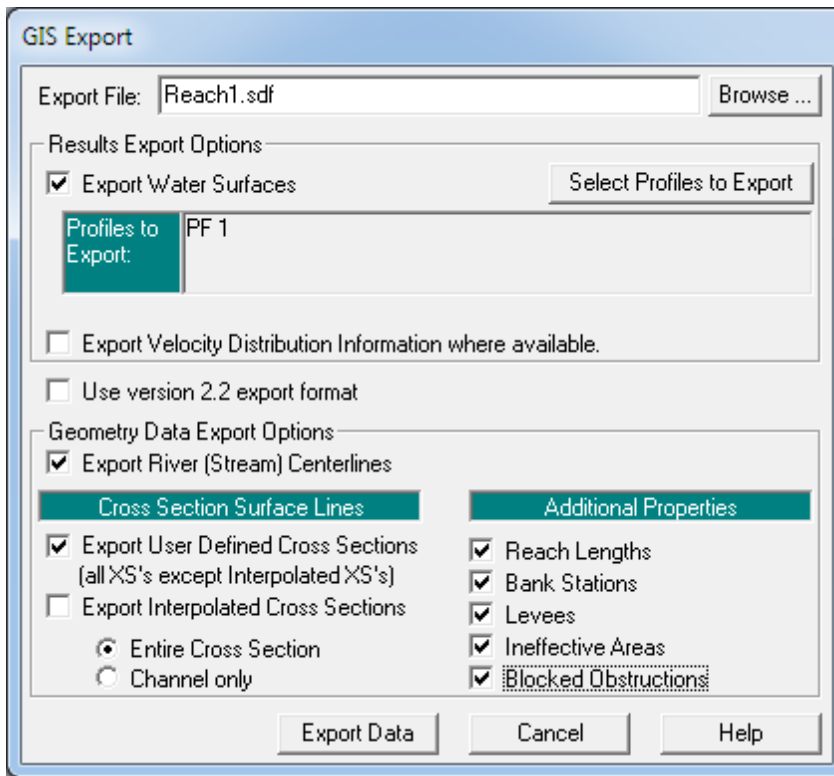 GIS Export
Export File: Reach1.sdf Browse ...
Results Export Options
Export Water Surfaces Select Profiles to Export
Profiles to Export: PF 1
Export Velocity Distribution Information where available.
Use version 2.2 export format
Geometry Data Export Options
Export River (Stream) Centerlines
Cross Section Surface Lines
Export User Defined Cross Sections
(all XS's except Interpolated XS's)
Export Interpolated Cross Sections
Entire Cross Section
Channel only
Additional Properties
Reach Lengths
Bank Stations
Levees
Ineffective Areas
Blocked Obstructions
Export Data Cancel Help